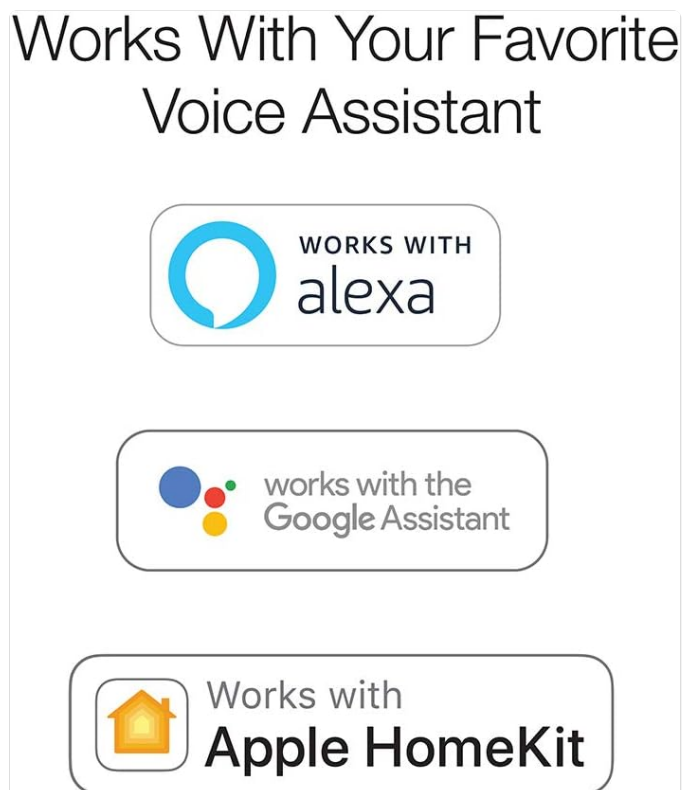 Works With Your Favorite
Voice Assistant
WORKS WITH
alexa
works with the
Google Assistant
Works with
Apple HomeKit